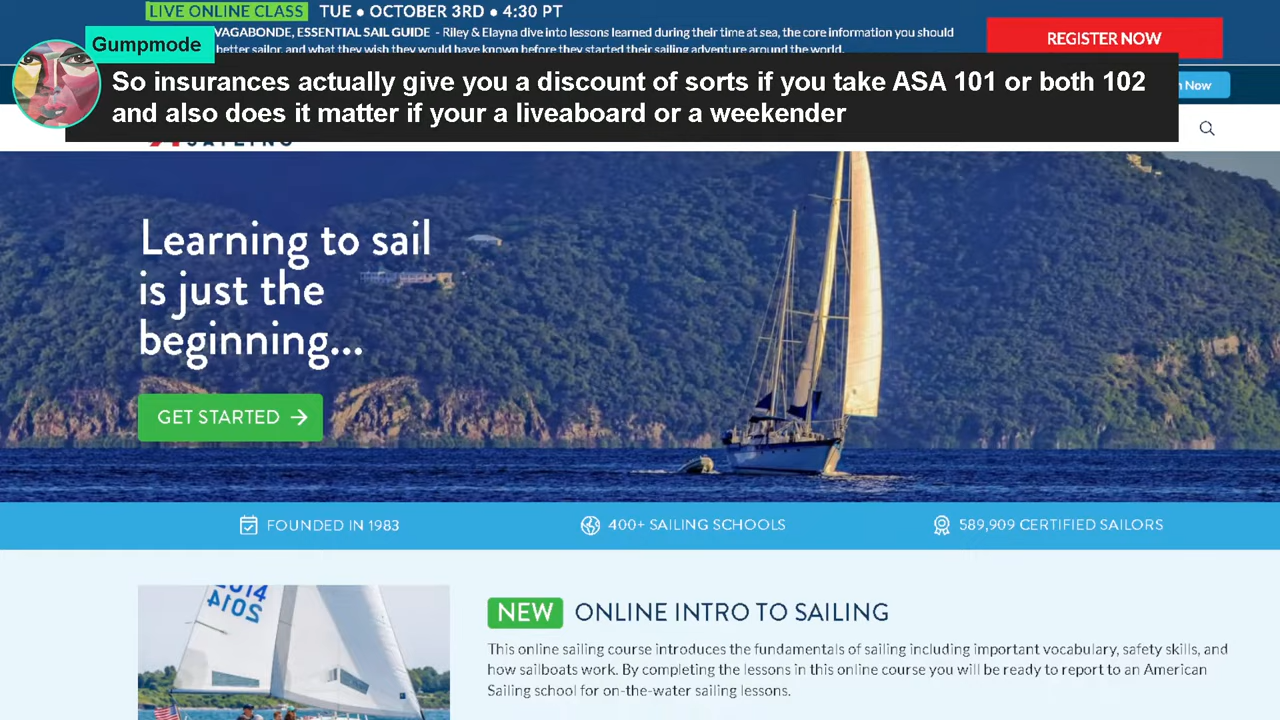 LIVE ONLINE CLASS TUE • OCTOBER 3RD • 4:30 PT
VAGABONDE, ESSENTIAL SAIL GUIDE - Riley & Elayna dive into lessons learned during their time at sea, the core information you should
better sailor, and what they wish they would have known before they started their sailing adventure around the world.
REGISTER NOW
Gumpmode
So insurances actually give you a discount of sorts if you take ASA 101 or both 102
and also does it matter if your a liveaboard or a weekender
Now
SAILING
Learning to sail
is just the
beginning...
GET STARTED →
FOUNDED IN 1983
400+ SAILING SCHOOLS
589,909 CERTIFIED SAILORS
2014
NEW ONLINE INTRO TO SAILING
This online sailing course introduces the fundamentals of sailing including important vocabulary, safety skills, and
how sailboats work. By completing the lessons in this online course you will be ready to report to an American
Sailing school for on-the-water sailing lessons.